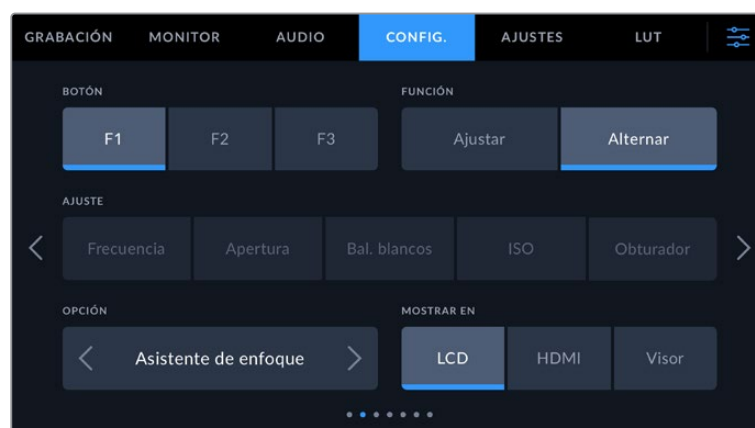 GRABACIÓN MONITOR AUDIO CONFIG. AJUSTES LUT
BOTÓN FUNCIÓN
F1 F2 F3 Ajustar Alternar
AJUSTE
Frecuencia Apertura Bal. blancos ISO Obturador
OPCIÓN MOSTRAR EN
Asistente de enfoque LCD HDMI Visor